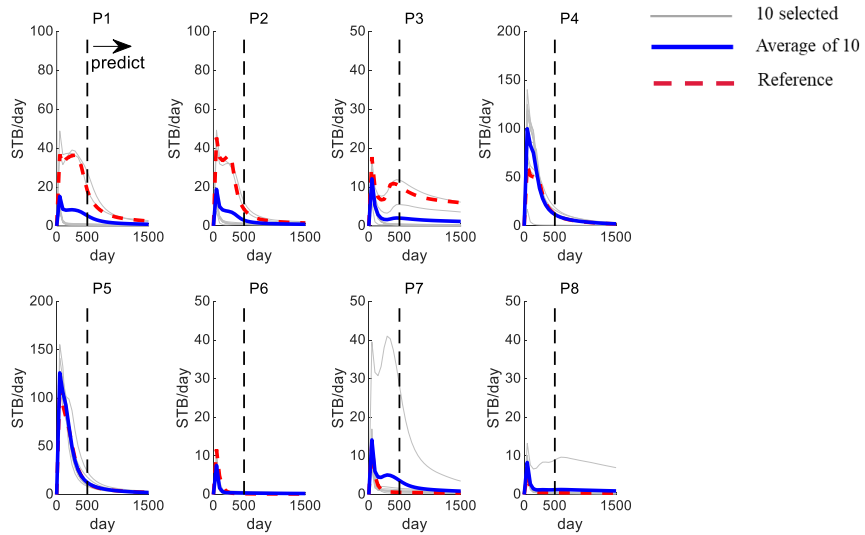 P1
P2
P3
P4
10 selected
Average of 10
Reference
predict
100
80
60
40
20
0
STB/day
0
500
1500
day
100
80
60
40
20
0
STB/day
0
500
1500
day
50
40
30
20
10
0
STB/day
0
500
1500
day
200
150
100
50
0
STB/day
0
500
1500
day
P5
P6
P7
P8
200
150
100
50
0
STB/day
0
500
1500
day
50
40
30
20
10
0
STB/day
0
500
1500
day
50
40
30
20
10
0
STB/day
0
500
1500
day
50
40
30
20
10
0
STB/day
0
500
1500
day